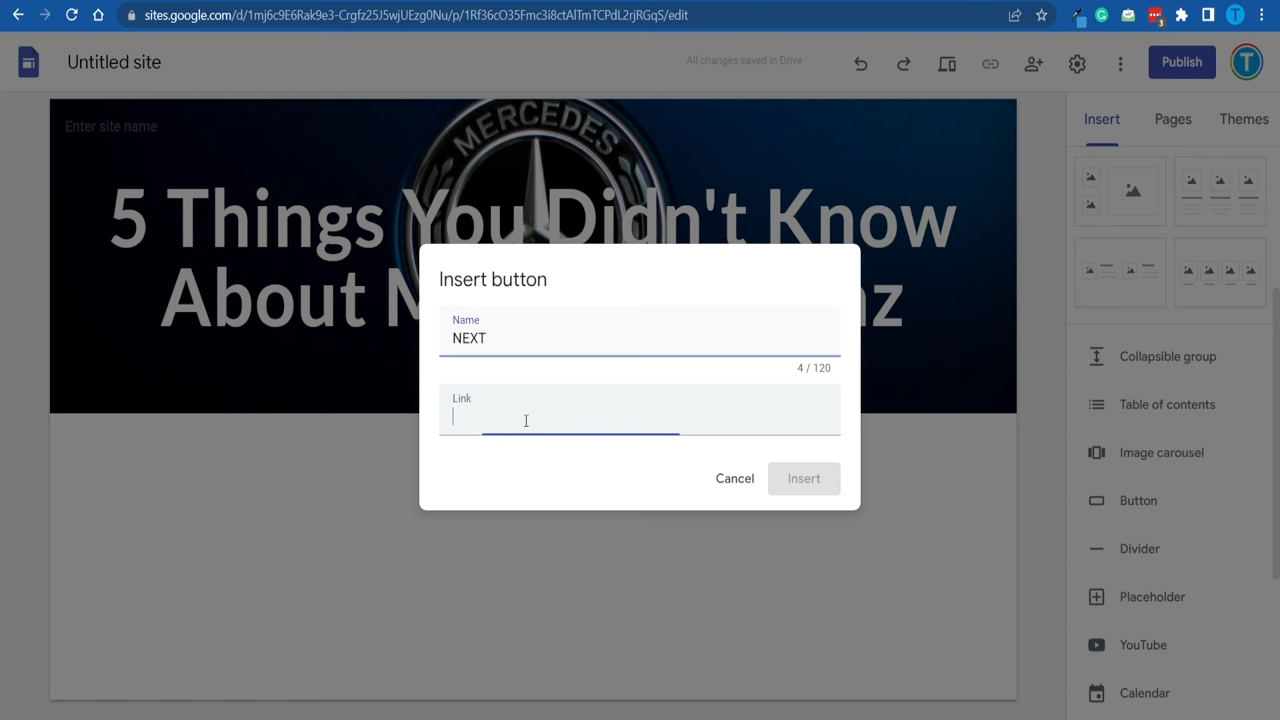 sites.google.com/d/1mj6c9E6Rak9e3-Crgfz25J5wjUEzg0Nu/p/1Rf36cO35Fmc3i8ctAlTmTCPdL2rjRGqS/edit
3
T
Untitled site
All changes saved in Drive
Publish
T
Enter site name
MERCEDES
5 Things You Didn't Know
About M nz
Insert
Pages
Themes
Insert button
Name
NEXT
4 / 120
Link
Cancel
Insert
Collapsible group
Table of contents
Image carousel
Button
Divider
Placeholder
YouTube
Calendar